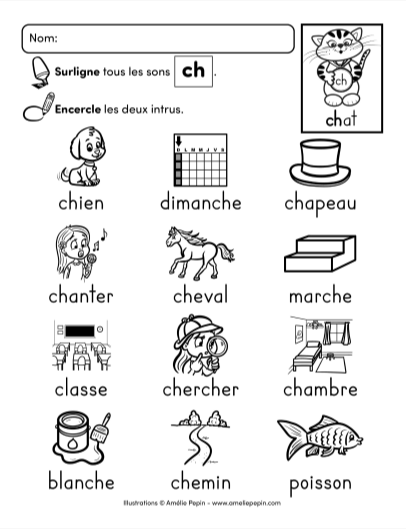 Nom:
Surligne tous les sons ch.
ch
Encercle les deux intrus.
chat
D L M M J V S
chien dimanche chapeau
chanter cheval marche
classe chercher chambre
blanche chemin poisson
Illustrations © Amélie Pepin – www.ameliepepin.com